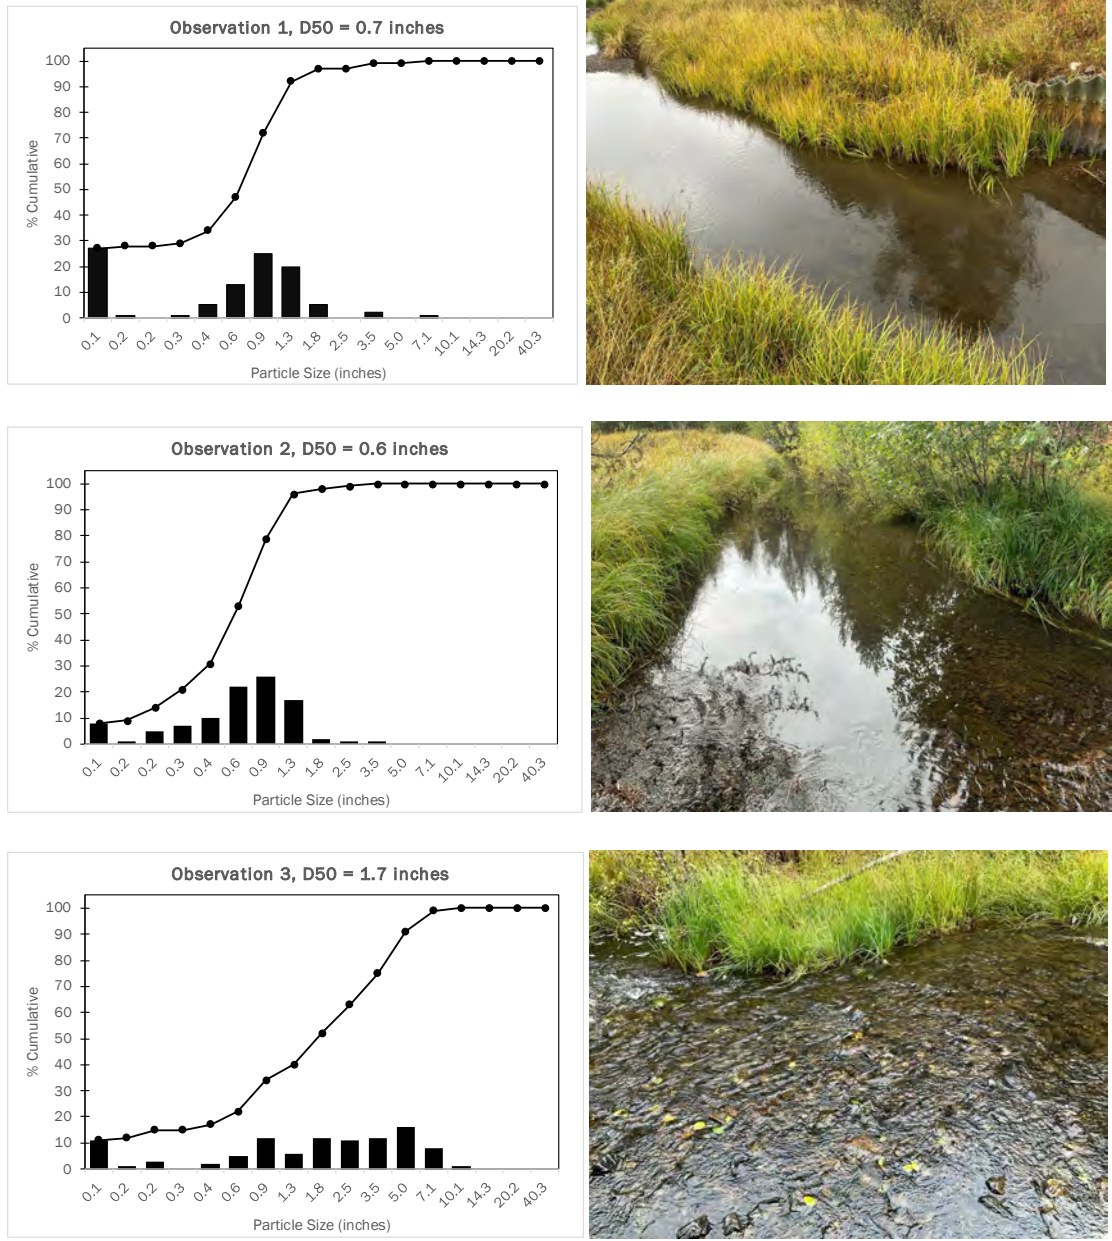 Observation 1, D50 = 0.7 inches
100
90
80
70
60
50
40
30
20
10
0
% Cumulative
0.1 0.2 0.2 0.3 0.4 0.6 0.9 1.3 1.8 2.5 3.5 5.0 7.1 10.1 14.3 20.2 40.3
Particle Size (inches)
Observation 2, D50 = 0.6 inches
100
90
80
70
60
50
40
30
20
10
0
% Cumulative
0.1 0.2 0.2 0.3 0.4 0.6 0.9 1.3 1.8 2.5 3.5 5.0 7.1 10.1 14.3 20.2 40.3
Particle Size (inches)
Observation 3, D50 = 1.7 inches
100
90
80
70
60
50
40
30
20
10
0
% Cumulative
0.1 0.2 0.2 0.3 0.4 0.6 0.9 1.3 1.8 2.5 3.5 5.0 7.1 10.1 14.3 20.2 40.3
Particle Size (inches)